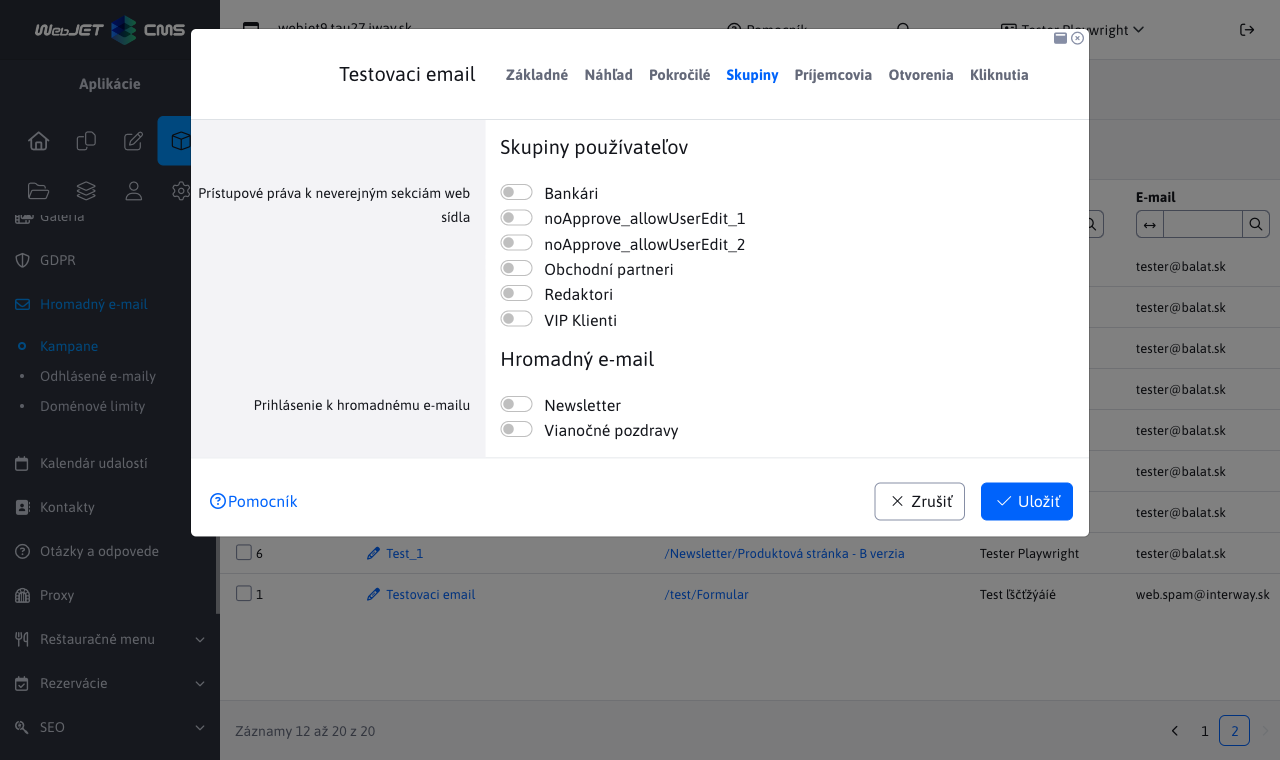 WebJET CMS
Aplikácie
Galéria
GDPR
Hromadný e-mail
Kampane
Odhlásené e-maily
Doménové limity
Kalendár udalostí
Kontakty
Otázky a odpovede
Proxy
Reštauračné menu
Rezervácie
SEO
webjet9.tau27.iway.sk
Pomocník
Tester Playwright
Testovaci email
Základné
Náhľad
Pokročilé
Skupiny
Príjemcovia
Otvorenia
Kliknutia
Skupiny používateľov
Prístupové práva k neverejným sekciám web
sídla
Bankári
noApprove_allowUserEdit_1
noApprove_allowUserEdit_2
Obchodní partneri
Redaktori
VIP Klienti
Hromadný e-mail
Prihlásenie k hromadnému e-mailu
Newsletter
Vianočné pozdravy
Pomocník
Zrušiť
Uložiť
E-mail
tester@balat.sk
tester@balat.sk
tester@balat.sk
tester@balat.sk
tester@balat.sk
tester@balat.sk
tester@balat.sk
6 Test_1 /Newsletter/Produktová stránka - B verzia Tester Playwright tester@balat.sk
1 Testovaci email /test/Formular Test ľščťžýáíé web.spam@interway.sk
Záznamy 12 až 20 z 20
1 2